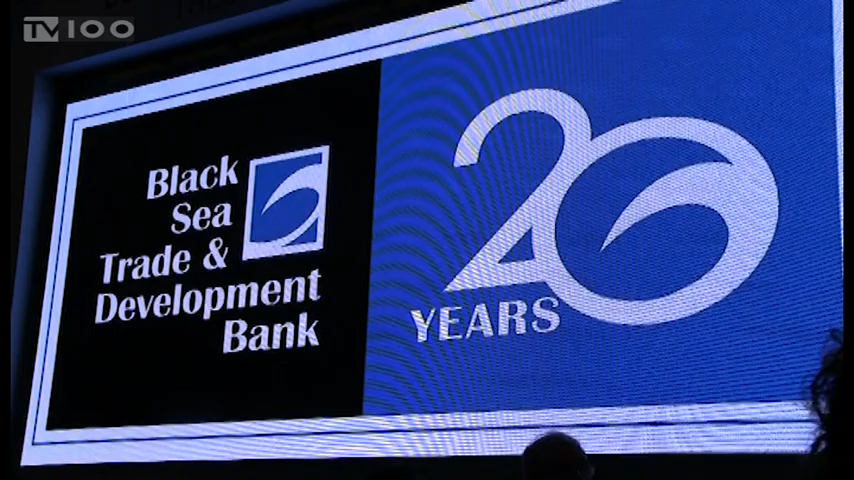 TV100
Black
Sea
Trade &
Development
Bank
20
YEARS